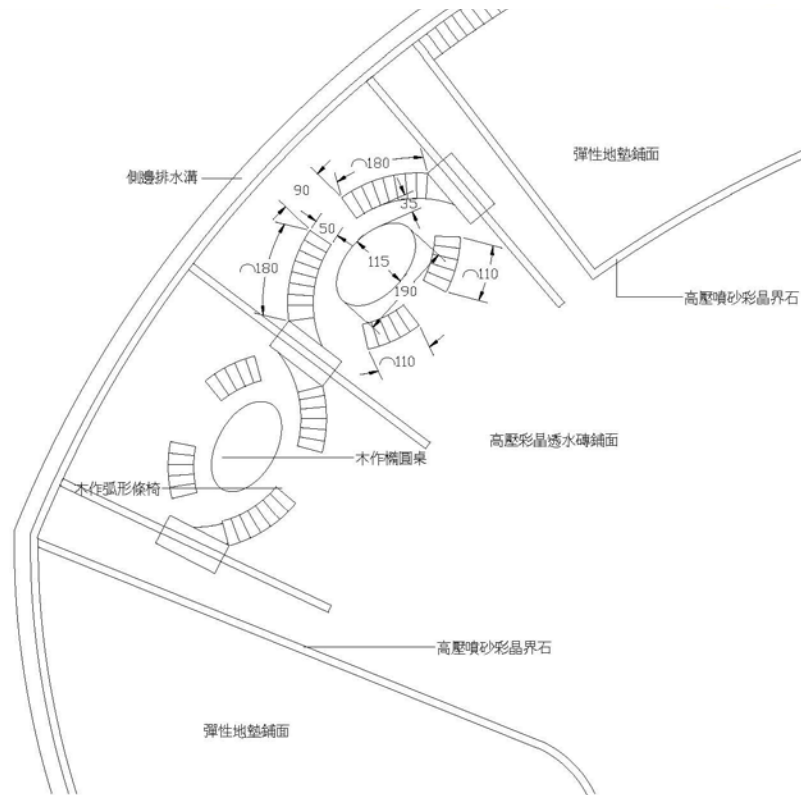 彈性地墊鋪面
⌒180
側邊排水溝
90
35
50
115
⌒180
⌒110
190
高壓噴砂彩晶界石
⌒110
高壓彩晶透水磚鋪面
木作橢圓桌
木作弧形條椅
高壓噴砂彩晶界石
彈性地墊鋪面